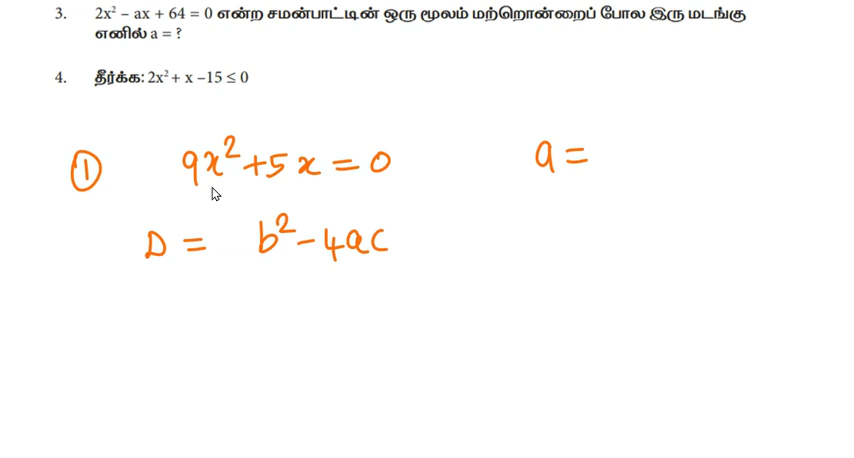 3. 2x² – ax + 64 = 0 என்ற சமன்பாட்டின் ஒரு மூலம் மற்றொன்றைப் போல இரு மடங்கு
எனில் a = ?
4. தீர்க்க: 2x² + x –15 ≤ 0
① 9x² + 5x = 0 a =
D = b² - 4ac